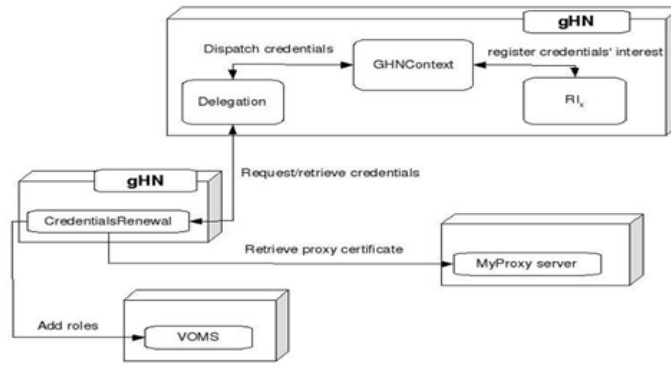 gHN
Dispatch credentials
GHNContext
register credentials' interest
Delegation
RIx
Request/retrieve credentials
gHN
CredentialsRenewal
Retrieve proxy certificate
MyProxy server
Add roles
VOMS